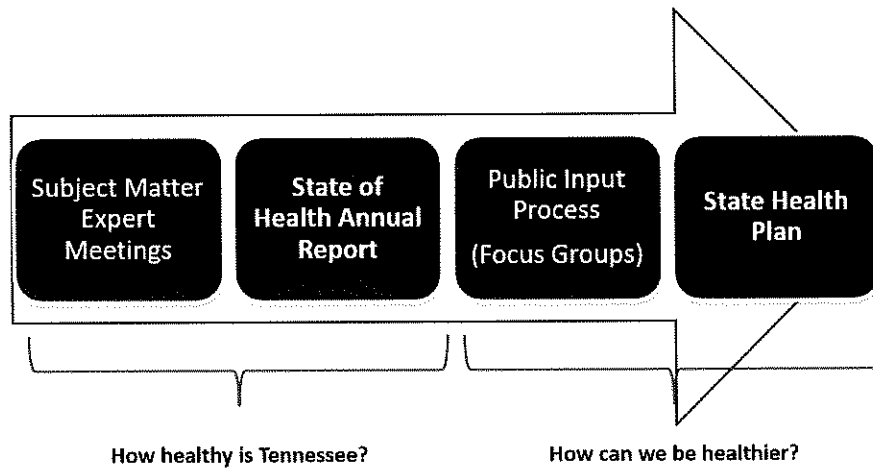 Subject Matter
Expert
Meetings
State of
Health Annual
Report
Public Input
Process
(Focus Groups)
State Health
Plan
How healthy is Tennessee?
How can we be healthier?